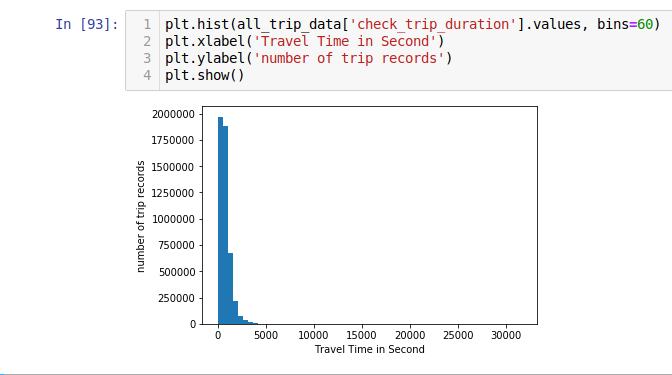 In [93]:
1 plt.hist(all_trip_data['check_trip_duration'].values, bins=60)
2 plt.xlabel('Travel Time in Second')
3 plt.ylabel('number of trip records')
4 plt.show()
2000000
1750000
1500000
1250000
1000000
750000
500000
250000
0
number of trip records
0 5000 10000 15000 20000 25000 30000
Travel Time in Second